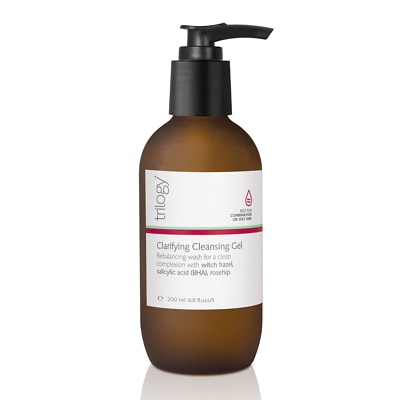 trilogy
BEST FOR
COMBINATION
OR OILY SKIN
Clarifying Cleansing Gel
Rebalancing wash for a clean
complexion with witch hazel,
salicylic acid (BHA), rosehip
200 ml/6.8 fl.oz.US